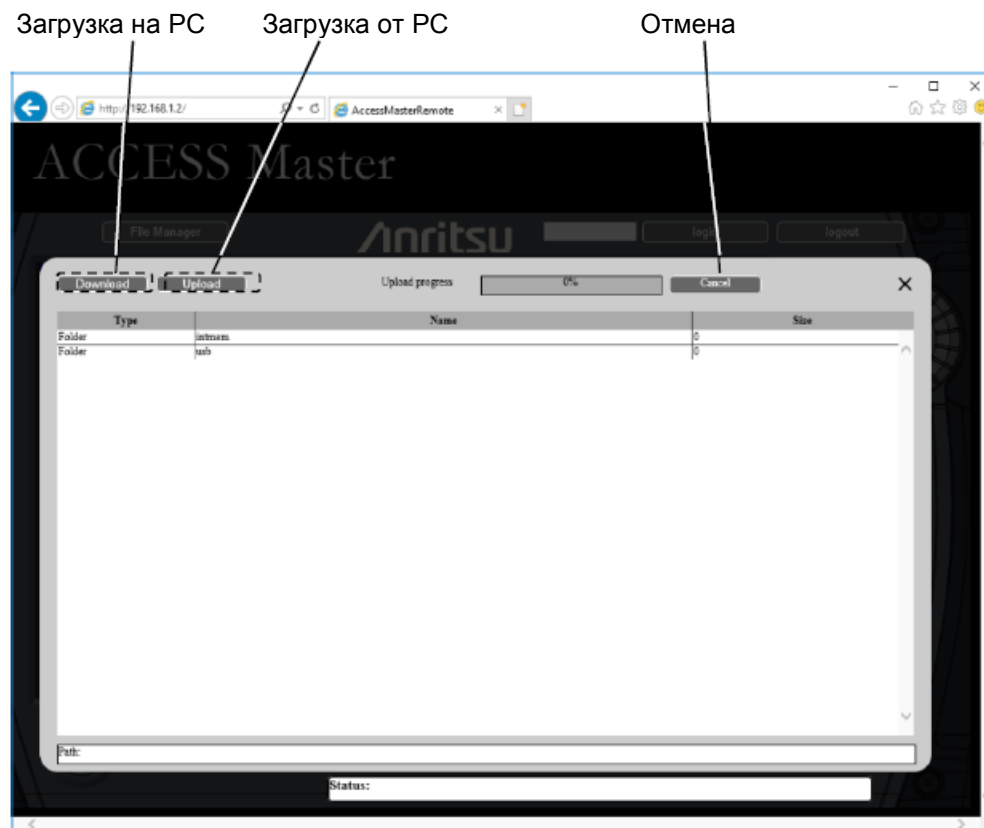 Загрузка на PC Загрузка от PC Отмена
http://192.168.1.2/ AccessMasterRemote
ACCESS Master
File Manager Anritsu login logout
Download Upload Upload progress 0% Cancel
Type Name Size
Folder intmem 0
Folder usb 0
Path:
Status: